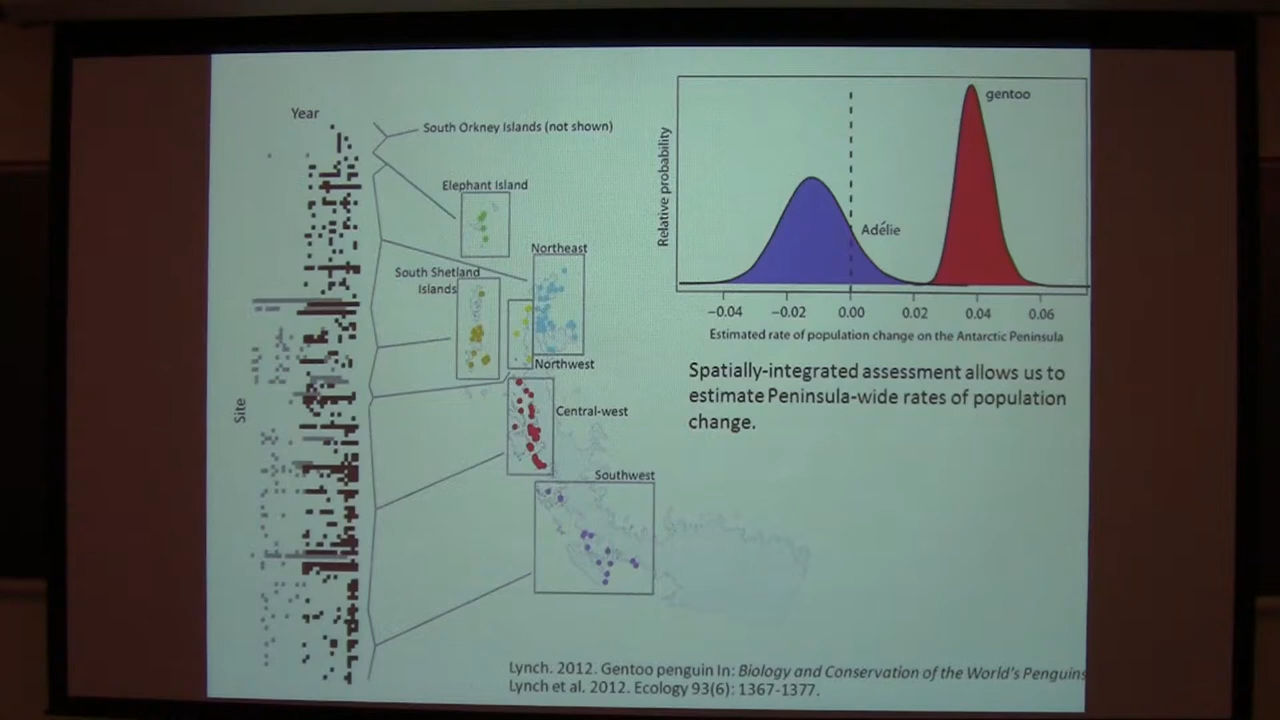 Year
South Orkney Islands (not shown)
Elephant Island
Northeast
South Shetland
Islands
Northwest
Site
Central-west
Southwest
Relative probability
gentoo
Adélie
−0.04 −0.02 0.00 0.02 0.04 0.06
Estimated rate of population change on the Antarctic Peninsula
Spatially-integrated assessment allows us to
estimate Peninsula-wide rates of population
change.
Lynch. 2012. Gentoo penguin In: Biology and Conservation of the World's Penguins
Lynch et al. 2012. Ecology 93(6): 1367-1377.